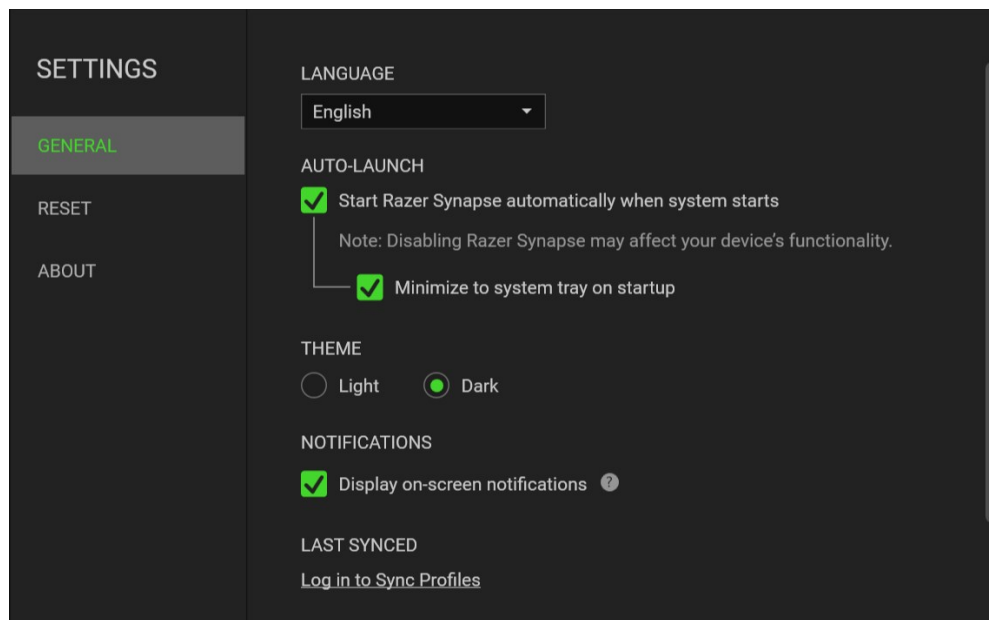 SETTINGS
GENERAL
RESET
ABOUT
LANGUAGE
English
AUTO-LAUNCH
Start Razer Synapse automatically when system starts
Note: Disabling Razer Synapse may affect your device’s functionality.
Minimize to system tray on startup
THEME
Light Dark
NOTIFICATIONS
Display on-screen notifications ?
LAST SYNCED
Log in to Sync Profiles